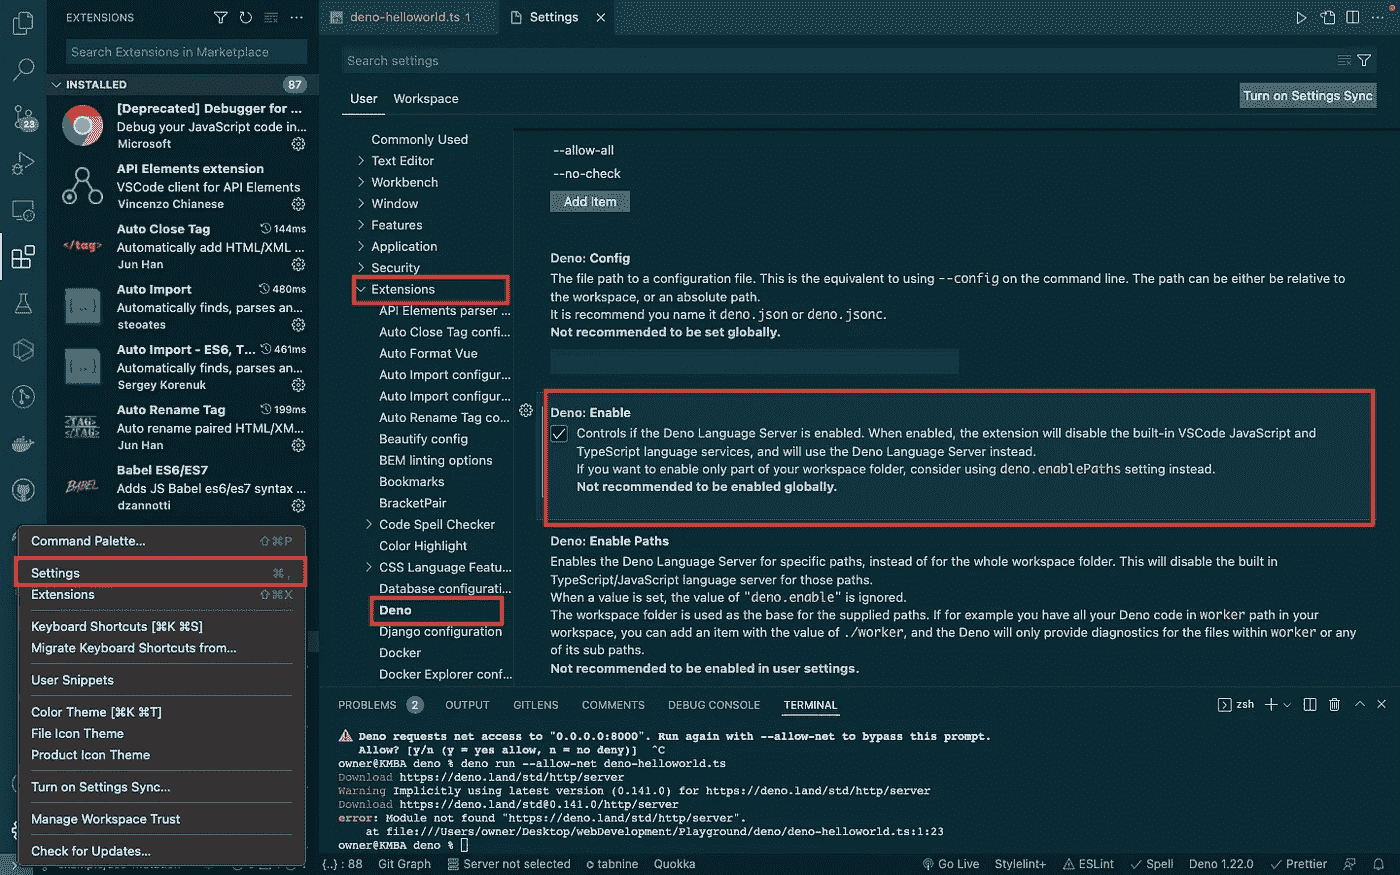 EXTENSIONS
Search Extensions in Marketplace
INSTALLED 87
23
[Deprecated] Debugger for ...
Debug your JavaScript code in...
Microsoft
API Elements extension
VSCode client for API Elements
Vincenzo Chianese
Auto Close Tag 144ms
</tag> Automatically add HTML/XML ...
Jun Han
Auto Import 480ms
Automatically finds, parses an...
steoates
Auto Import - ES6, T... 461ms
Automatically finds, parses an...
Sergey Korenuk
Auto Rename Tag 199ms
<TAG> Auto rename paired HTML/XM...
Jun Han
Babel ES6/ES7
BABEL Adds JS Babel es6/es7 syntax ...
dzannotti
Command Palette... ⇧⌘P
Settings ⌘,
Extensions ⇧⌘X
Keyboard Shortcuts [⌘K ⌘S]
Migrate Keyboard Shortcuts from...
User Snippets
Color Theme [⌘K ⌘T]
File Icon Theme
Product Icon Theme
Turn on Settings Sync...
Manage Workspace Trust
Check for Updates...
deno-helloworld.ts 1 Settings
Search settings
User Workspace
Turn on Settings Sync
Commonly Used
Text Editor
Workbench
Window
Features
Application
Security
Extensions
API Elements parser ...
Auto Close Tag confi...
Auto Format Vue
Auto Import configur...
Auto Import configur...
Auto Rename Tag co...
Beautify config
BEM linting options
Bookmarks
BracketPair
Code Spell Checker
Color Highlight
CSS Language Featu...
Database configurati...
Deno
Django configuration
Docker
Docker Explorer conf...
--allow-all
--no-check
Add Item
Deno: Config
The file path to a configuration file. This is the equivalent to using --config on the command line. The path can be either be relative to
the workspace, or an absolute path.
It is recommend you name it deno.json or deno.jsonc.
Not recommended to be set globally.
Deno: Enable
Controls if the Deno Language Server is enabled. When enabled, the extension will disable the built-in VSCode JavaScript and
TypeScript language services, and will use the Deno Language Server instead.
If you want to enable only part of your workspace folder, consider using deno.enablePaths setting instead.
Not recommended to be enabled globally.
Deno: Enable Paths
Enables the Deno Language Server for specific paths, instead of for the whole workspace folder. This will disable the built in
TypeScript/JavaScript language server for those paths.
When a value is set, the value of "deno.enable" is ignored.
The workspace folder is used as the base for the supplied paths. If for example you have all your Deno code in worker path in your
workspace, you can add an item with the value of ./worker, and the Deno will only provide diagnostics for the files within worker or any
of its sub paths.
Not recommended to be enabled in user settings.
PROBLEMS 2 OUTPUT GITLENS COMMENTS DEBUG CONSOLE TERMINAL zsh
Deno requests net access to "0.0.0.0:8000". Run again with --allow-net to bypass this prompt.
Allow? [y/n (y = yes allow, n = no deny)] ^C
owner@KMBA deno % deno run --allow-net deno-helloworld.ts
Download https://deno.land/std/http/server
Warning Implicitly using latest version (0.141.0) for https://deno.land/std/http/server
Download https://deno.land/std@0.141.0/http/server
error: Module not found "https://deno.land/std/http/server".
at file:///Users/owner/Desktop/webDevelopment/Playground/deno/deno-helloworld.ts:1:23
owner@KMBA deno %
{..} : 88 Git Graph Server not selected tabnine Quokka Go Live Stylelint+ ESLint Spell Deno 1.22.0 Prettier